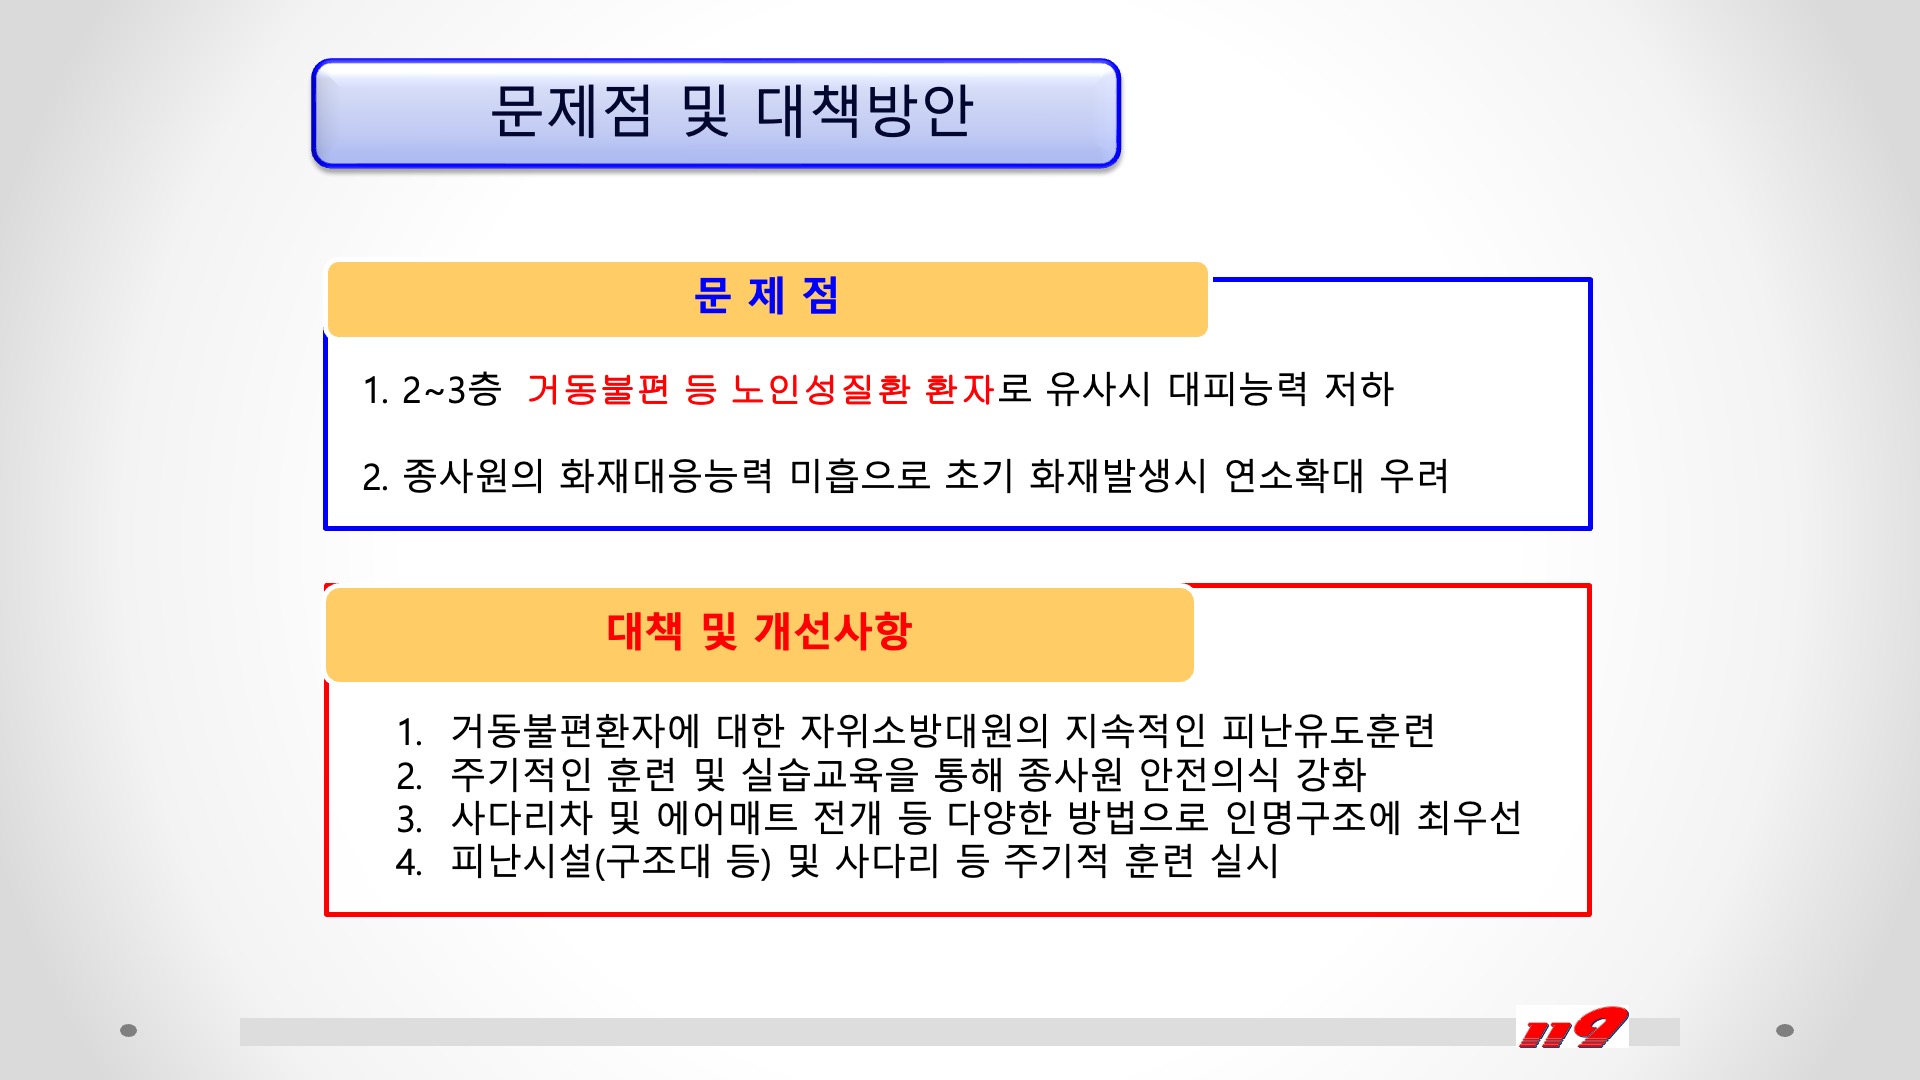 문제점 및 대책방안
문 제 점
1. 2~3층 거동불편 등 노인성질환 환자로 유사시 대피능력 저하
2. 종사원의 화재대응능력 미흡으로 초기 화재발생시 연소확대 우려
대책 및 개선사항
1. 거동불편환자에 대한 자위소방대원의 지속적인 피난유도훈련
2. 주기적인 훈련 및 실습교육을 통해 종사원 안전의식 강화
3. 사다리차 및 에어매트 전개 등 다양한 방법으로 인명구조에 최우선
4. 피난시설(구조대 등) 및 사다리 등 주기적 훈련 실시
119